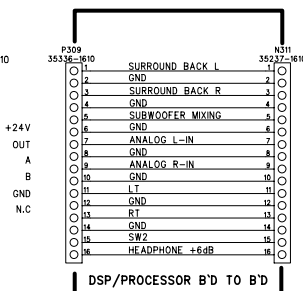 P309
35336-1610
N311
35237-1610
10
1 SURROUND BACK L 1
2 GND 2
3 SURROUND BACK R 3
4 GND 4
5 SUBWOOFER MIXING 5
+24V
6 GND 6
OUT
7 ANALOG L-IN 7
8 GND 8
A
9 ANALOG R-IN 9
B
10 GND 10
GND
11 LT 11
12 GND 12
N.C
13 RT 13
14 GND 14
15 SW2 15
16 HEADPHONE +6dB 16
DSP/PROCESSOR B'D TO B'D